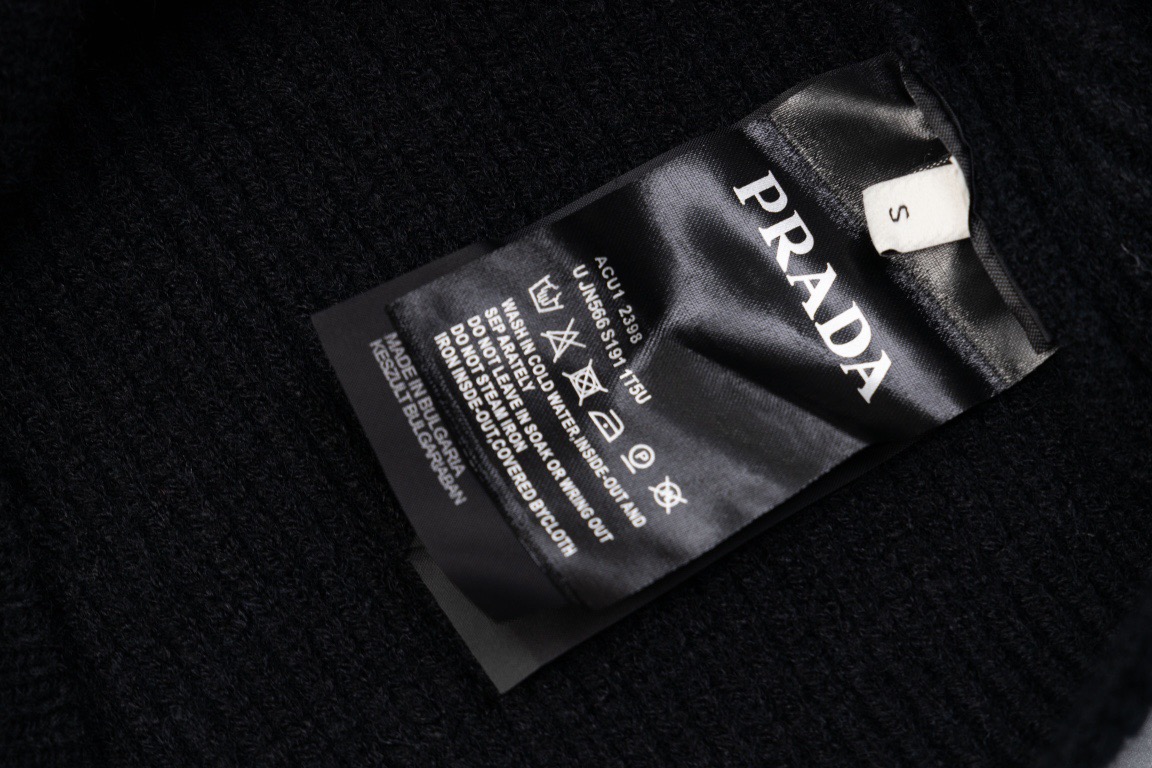 S
PRADA
ACU1 2398
U JN566 S191 1T5U
P
WASH IN COLD WATER,INSIDE-OUT AND
SEPARATELY
DO NOT LEAVE IN SOAK OR WRING OUT
DO NOT STEAM IRON
IRON INSDE-OUT,COVERED BYCLOTH
MADE IN BULGARIA
KESZULT BULGARIABAN